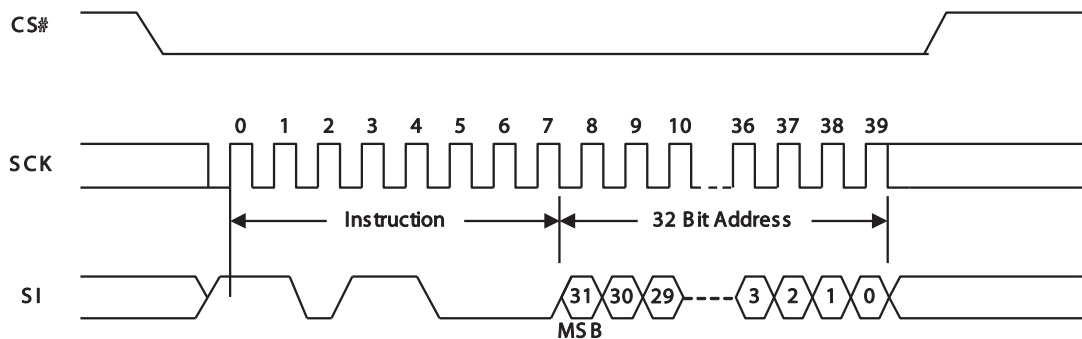 CS#
0 1 2 3 4 5 6 7 8 9 10 36 37 38 39
SCK
Instruction 32 Bit Address
SI 31 30 29 3 2 1 0
MSB